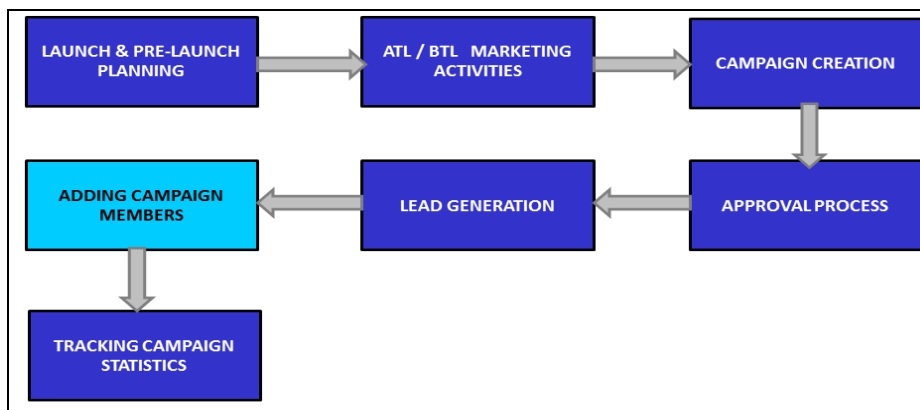 LAUNCH & PRE-LAUNCH
PLANNING
ATL / BTL MARKETING
ACTIVITIES
CAMPAIGN CREATION
ADDING CAMPAIGN
MEMBERS
LEAD GENERATION
APPROVAL PROCESS
TRACKING CAMPAIGN
STATISTICS